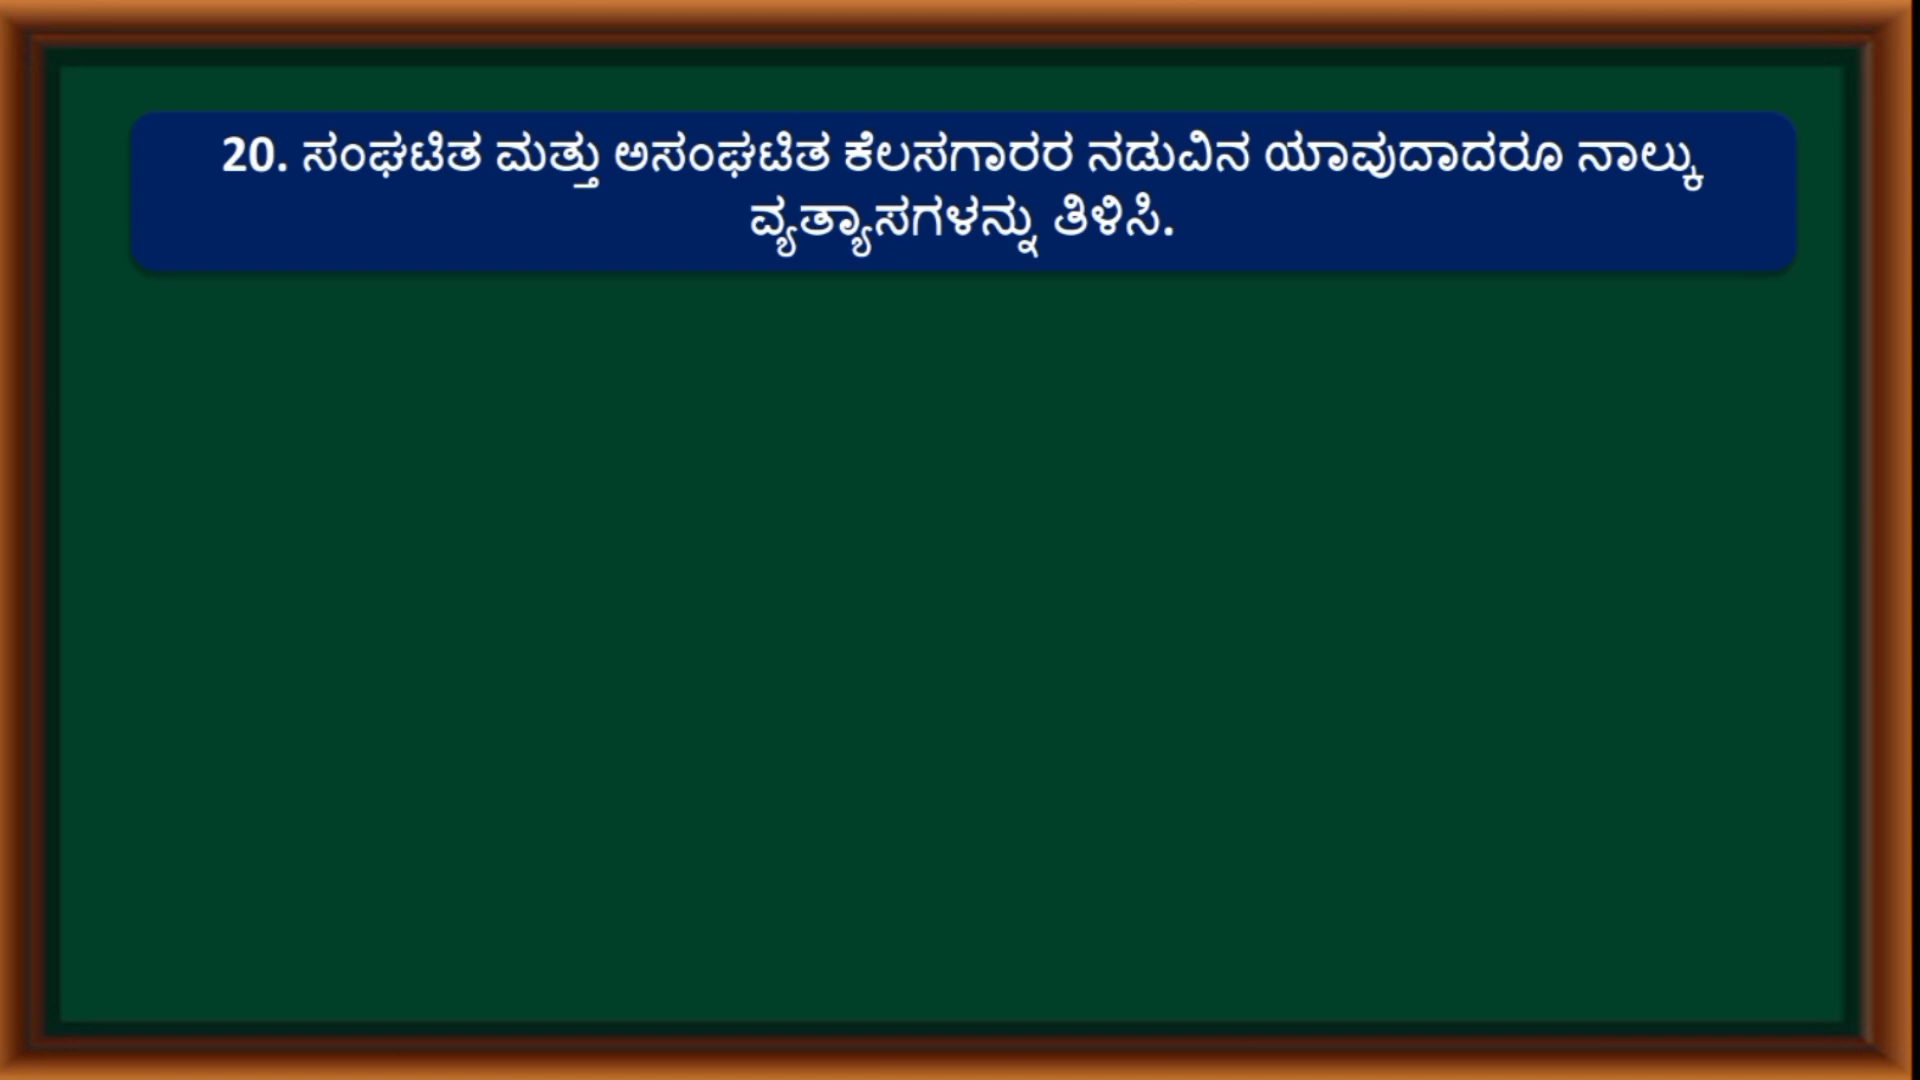 20. ಸಂಘಟಿತ ಮತ್ತು ಅಸಂಘಟಿತ ಕೆಲಸಗಾರರ ನಡುವಿನ ಯಾವುದಾದರೂ ನಾಲ್ಕು
ವ್ಯತ್ಯಾಸಗಳನ್ನು ತಿಳಿಸಿ.